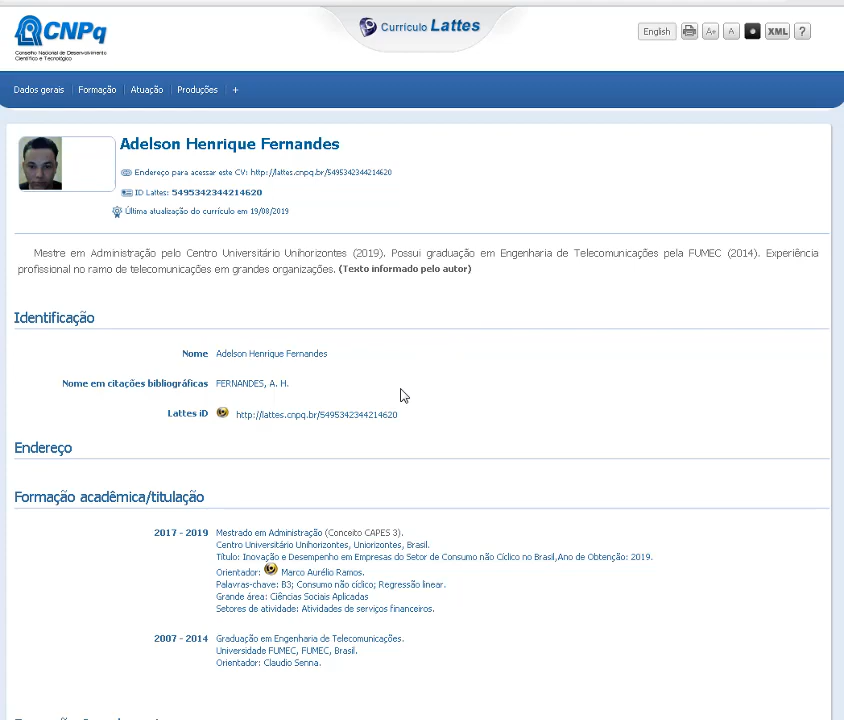 CNPq
Conselho Nacional de Desenvolvimento
Científico e Tecnológico
Currículo Lattes
English
A+
A
XML
?
Dados gerais
Formação
Atuação
Produções
+
Adelson Henrique Fernandes
Endereço para acessar este CV: http://lattes.cnpq.br/5495342344214620
ID Lattes: 5495342344214620
Última atualização do currículo em 19/08/2019
Mestre em Administração pelo Centro Universitário Unihorizontes (2019). Possui graduação em Engenharia de Telecomunicações pela FUMEC (2014). Experiência
profissional no ramo de telecomunicações em grandes organizações. (Texto informado pelo autor)
Identificação
Nome Adelson Henrique Fernandes
Nome em citações bibliográficas FERNANDES, A. H.
Lattes iD http://lattes.cnpq.br/5495342344214620
Endereço
Formação acadêmica/titulação
2017 - 2019 Mestrado em Administração (Conceito CAPES 3).
Centro Universitário Unihorizontes, Uniorizontes, Brasil.
Título: Inovação e Desempenho em Empresas do Setor de Consumo não Cíclico no Brasil,Ano de Obtenção: 2019.
Orientador: Marco Aurélio Ramos.
Palavras-chave: B3; Consumo não cíclico; Regressão linear.
Grande área: Ciências Sociais Aplicadas
Setores de atividade: Atividades de serviços financeiros.
2007 - 2014 Graduação em Engenharia de Telecomunicações.
Universidade FUMEC, FUMEC, Brasil.
Orientador: Claudio Senna.